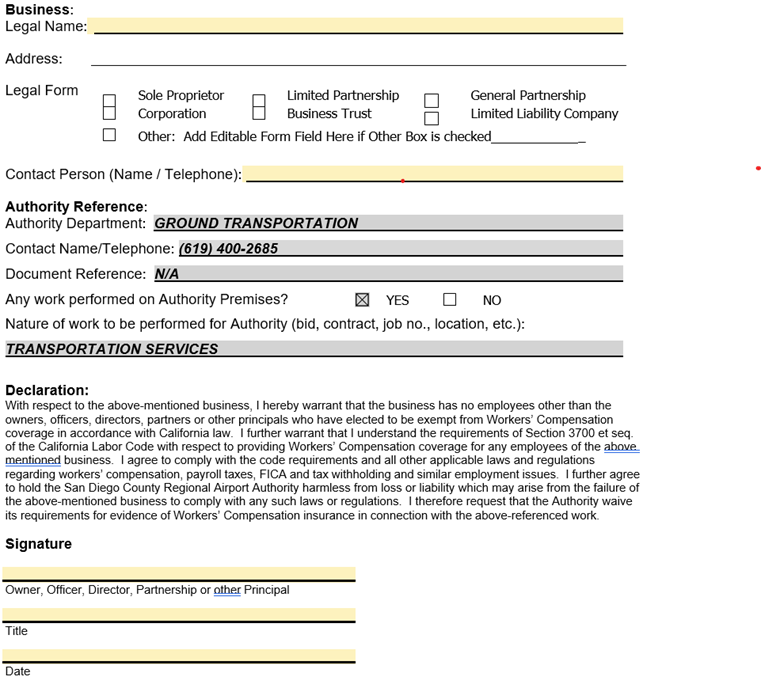 Business:
Legal Name:
Address:
Legal Form
Sole Proprietor Limited Partnership General Partnership
Corporation Business Trust Limited Liability Company
Other: Add Editable Form Field Here if Other Box is checked_____________ _
Contact Person (Name / Telephone):
Authority Reference:
Authority Department: GROUND TRANSPORTATION
Contact Name/Telephone: (619) 400-2685
Document Reference: N/A
Any work performed on Authority Premises? YES NO
Nature of work to be performed for Authority (bid, contract, job no., location, etc.):
TRANSPORTATION SERVICES
Declaration:
With respect to the above-mentioned business, I hereby warrant that the business has no employees other than the
owners, officers, directors, partners or other principals who have elected to be exempt from Workers' Compensation
coverage in accordance with California law. I further warrant that I understand the requirements of Section 3700 et seq.
of the California Labor Code with respect to providing Workers' Compensation coverage for any employees of the above-
mentioned business. I agree to comply with the code requirements and all other applicable laws and regulations
regarding workers' compensation, payroll taxes, FICA and tax withholding and similar employment issues. I further agree
to hold the San Diego County Regional Airport Authority harmless from loss or liability which may arise from the failure of
the above-mentioned business to comply with any such laws or regulations. I therefore request that the Authority waive
its requirements for evidence of Workers' Compensation insurance in connection with the above-referenced work.
Signature
Owner, Officer, Director, Partnership or other Principal
Title
Date